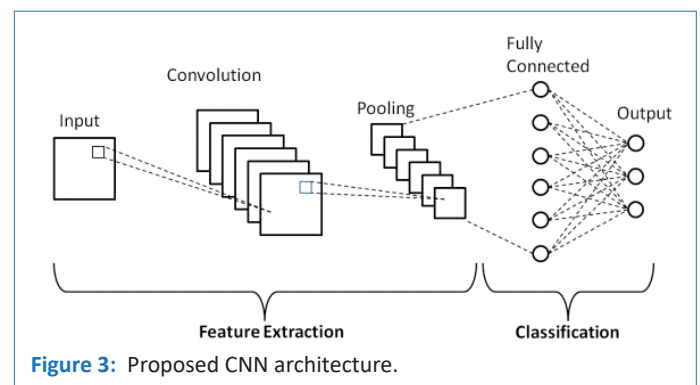 Input
Convolution
Pooling
Fully
Connected
Output
Feature Extraction
Classification
Figure 3: Proposed CNN architecture.